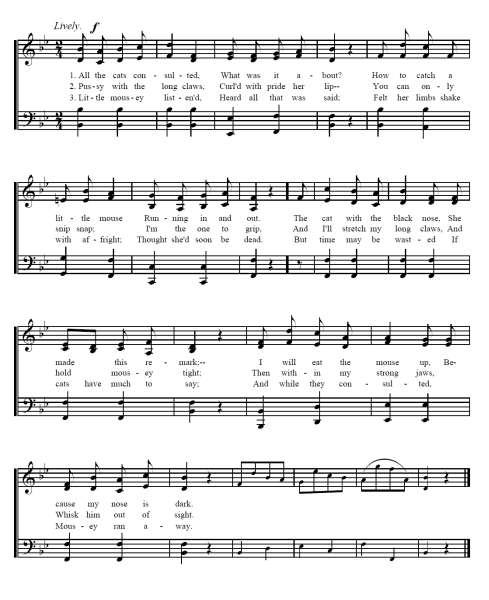 Lively. f
1. All the cats con - sul - ted, What was it a - bout? How to catch a
2. Pus - sy with the long claws, Curl'd with pride her lip-- You can on - ly
3. Lit - tle mousey list - en'd, Heard all that was said; Felt her limbs shake
lit - tle mouse Run - ning in and out. The cat with the black nose, She
snip snap; I'm the one to grip, And I'll stretch my long claws, And
with af - fright; Thought she'd soon be dead. But time may be wast - ed If
made this re - mark:-- I will eat the mouse up, Be-
hold mous - ey tight; Then with - in my strong jaws,
cats have much to say; And while they con - sul - ted,
cause my nose is dark.
Whisk him out of sight.
Mous - ey ran a - way.